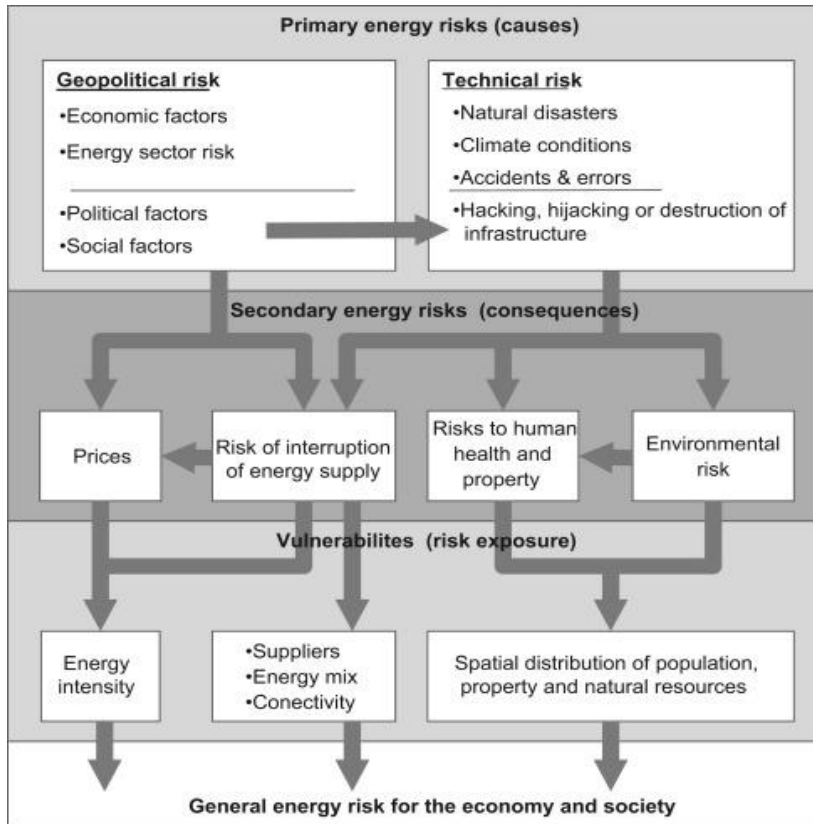 Primary energy risks (causes)
Geopolitical risk
•Economic factors
•Energy sector risk
•Political factors
•Social factors
Technical risk
•Natural disasters
•Climate conditions
•Accidents & errors
•Hacking, hijacking or destruction of
infrastructure
Secondary energy risks (consequences)
Prices
Risk of interruption
of energy supply
Risks to human
health and
property
Environmental
risk
Vulnerabilites (risk exposure)
Energy
intensity
•Suppliers
•Energy mix
•Conectivity
Spatial distribution of population,
property and natural resources
General energy risk for the economy and society